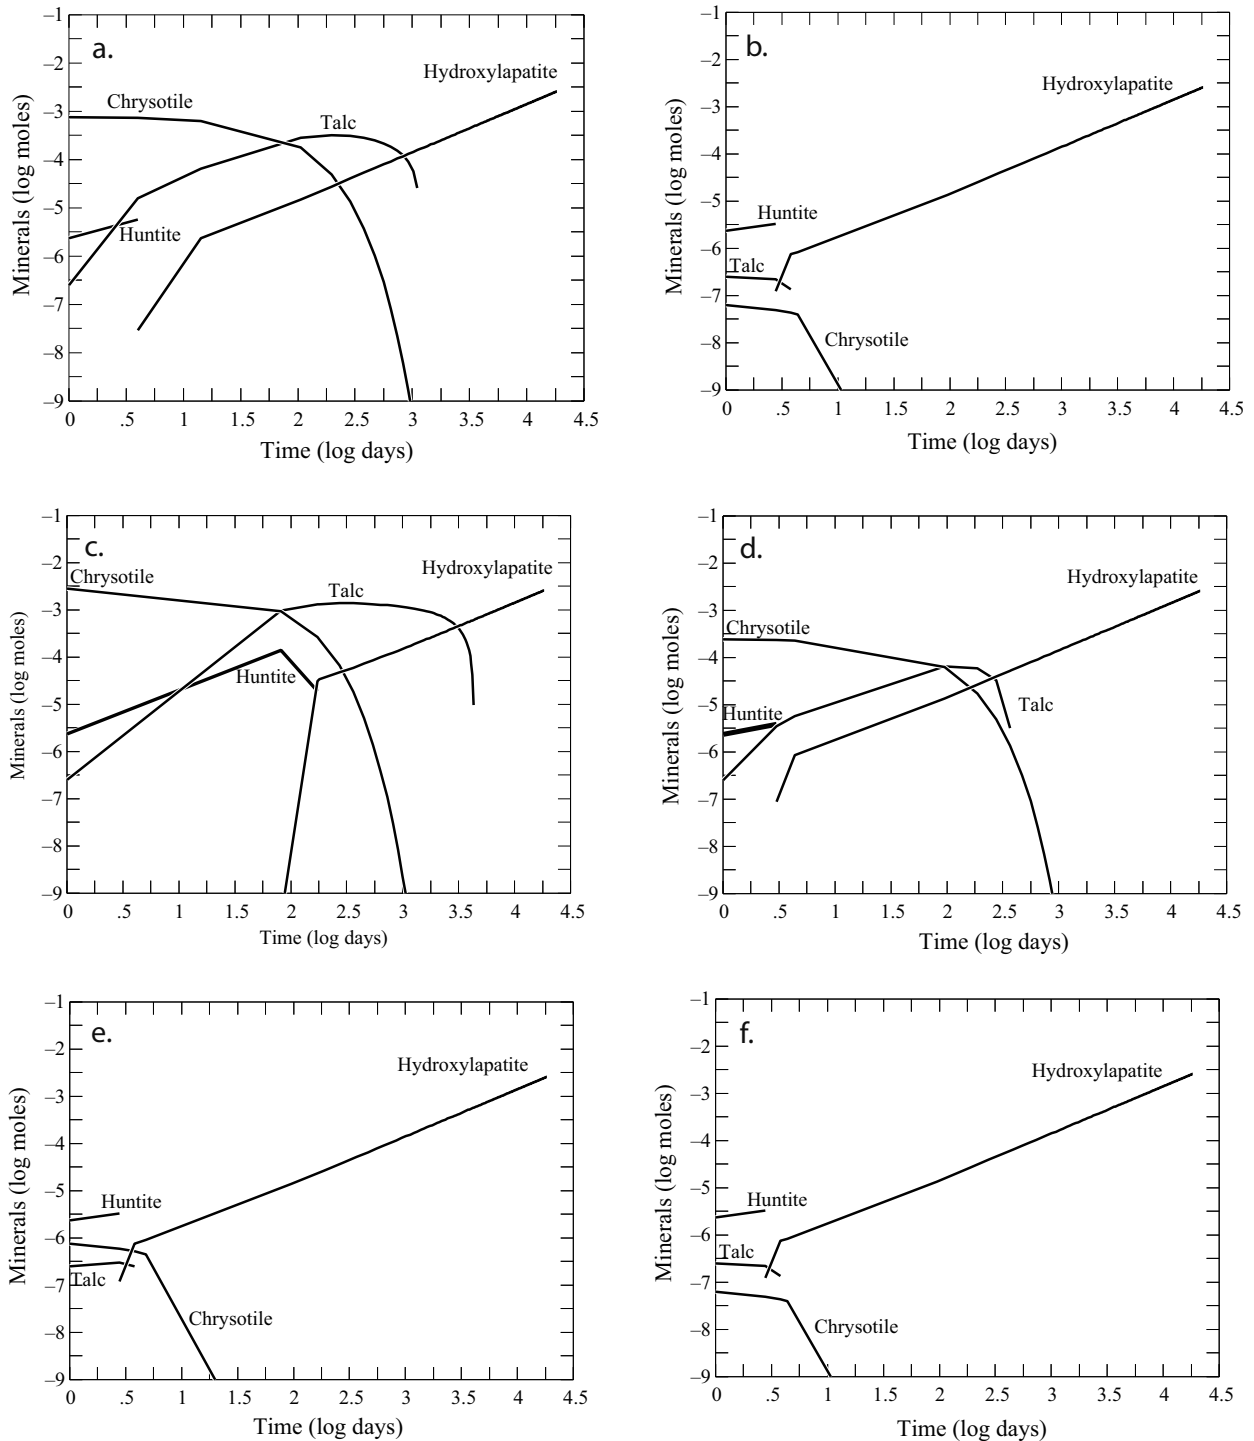 a.
Minerals (log moles)
–1
–2
–3
–4
–5
–6
–7
–8
–9
Chrysotile
Talc
Huntite
Hydroxylapatite
0 .5 1 1.5 2 2.5 3 3.5 4 4.5
Time (log days)
b.
Minerals (log moles)
–1
–2
–3
–4
–5
–6
–7
–8
–9
Hydroxylapatite
Huntite
Talc
Chrysotile
0 .5 1 1.5 2 2.5 3 3.5 4 4.5
Time (log days)
c.
Minerals (log moles)
–1
–2
–3
–4
–5
–6
–7
–8
–9
Chrysotile
Talc
Hydroxylapatite
Huntite
0 .5 1 1.5 2 2.5 3 3.5 4 4.5
Time (log days)
d.
Minerals (log moles)
–1
–2
–3
–4
–5
–6
–7
–8
–9
Hydroxylapatite
Chrysotile
Huntite
Talc
0 .5 1 1.5 2 2.5 3 3.5 4 4.5
Time (log days)
e.
Minerals (log moles)
–1
–2
–3
–4
–5
–6
–7
–8
–9
Hydroxylapatite
Huntite
Talc
Chrysotile
0 .5 1 1.5 2 2.5 3 3.5 4 4.5
Time (log days)
f.
Minerals (log moles)
–1
–2
–3
–4
–5
–6
–7
–8
–9
Hydroxylapatite
Huntite
Talc
Chrysotile
0 .5 1 1.5 2 2.5 3 3.5 4 4.5
Time (log days)